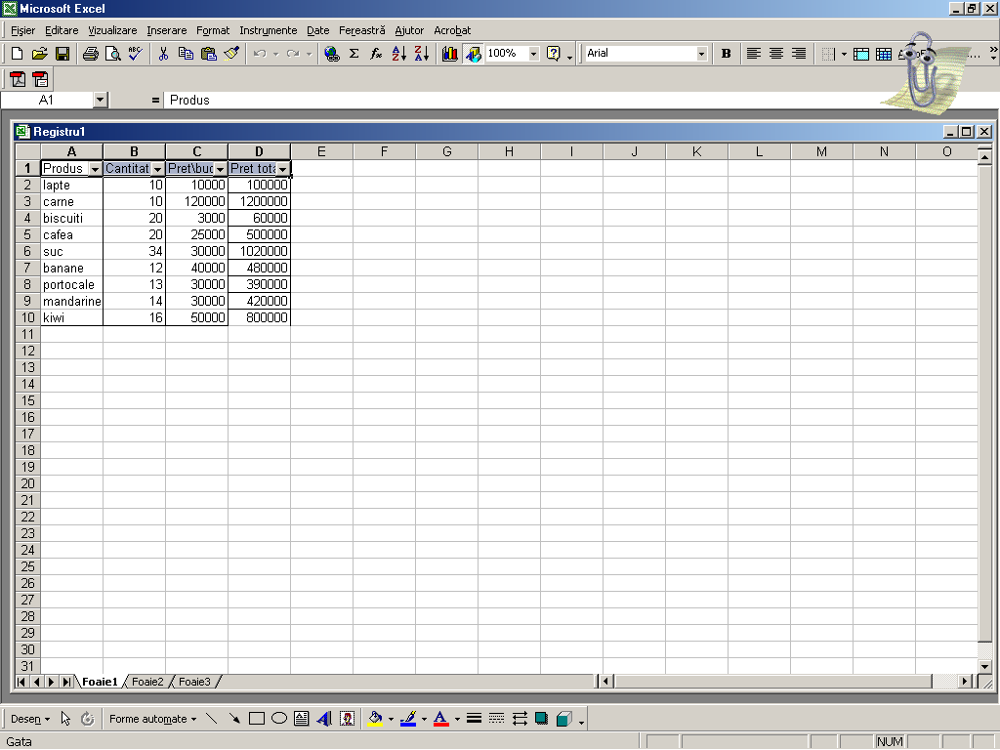 Microsoft Excel
Fișier Editare Vizualizare Inserare Format Instrumente Date Fereastră Ajutor Acrobat
100% Arial B
A1 = Produs
Registru1
A B C D E F G H I J K L M N O
1 Produs Cantitat Pret\buc Pret tota
2 lapte 10 10000 100000
3 carne 10 120000 1200000
4 biscuiti 20 3000 60000
5 cafea 20 25000 500000
6 suc 34 30000 1020000
7 banane 12 40000 480000
8 portocale 13 30000 390000
9 mandarine 14 30000 420000
10 kiwi 16 50000 800000
11
12
13
14
15
16
17
18
19
20
21
22
23
24
25
26
27
28
29
30
31
Foaie1 Foaie2 Foaie3
Desen Forme automate
Gata NUM